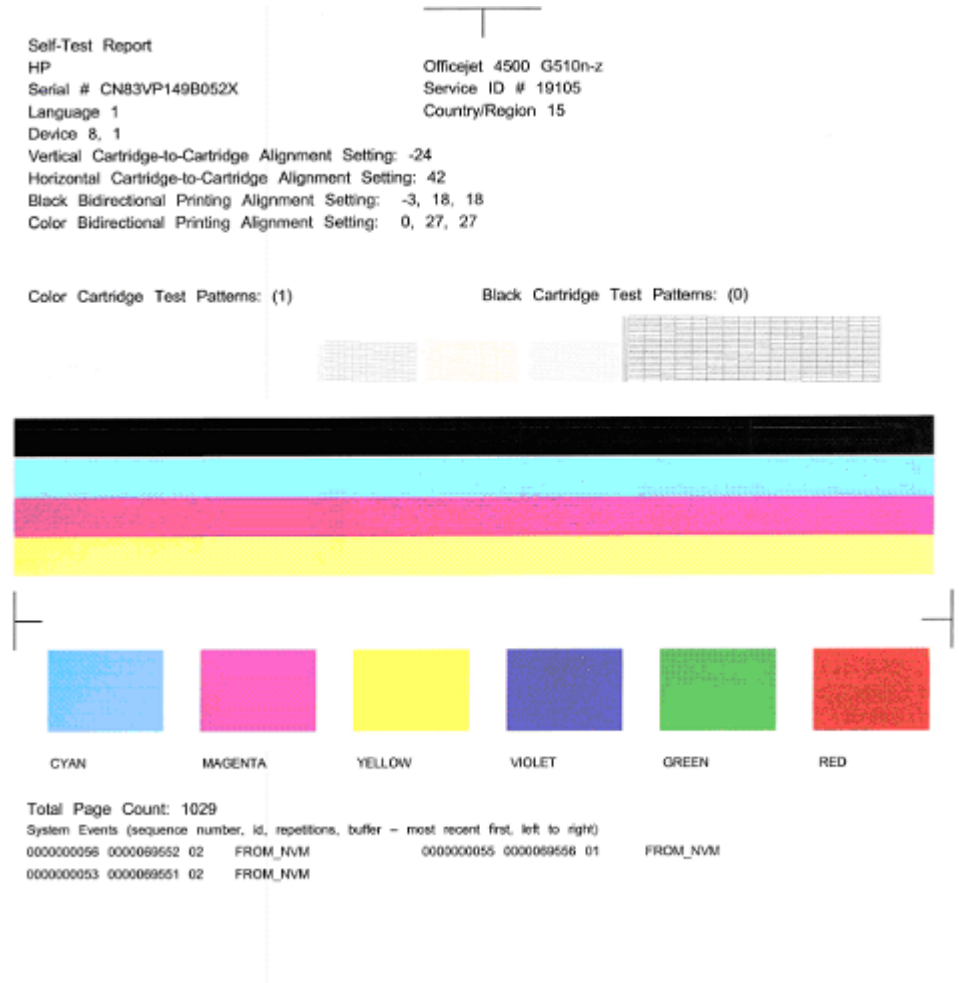 Self-Test Report
HP
Officejet 4500 G510n-z
Serial # CN83VP149B052X
Service ID # 19105
Language 1
Country/Region 15
Device 8, 1
Vertical Cartridge-to-Cartridge Alignment Setting: -24
Horizontal Cartridge-to-Cartridge Alignment Setting: 42
Black Bidirectional Printing Alignment Setting: -3, 18, 18
Color Bidirectional Printing Alignment Setting: 0, 27, 27
Color Cartridge Test Patterns: (1)
Black Cartridge Test Patterns: (0)
CYAN MAGENTA YELLOW VIOLET GREEN RED
Total Page Count: 1029
System Events (sequence number, id, repetitions, buffer – most recent first, left to right)
0000000056 0000069552 02 FROM_NVM 0000000055 0000069556 01 FROM_NVM
0000000053 0000069551 02 FROM_NVM